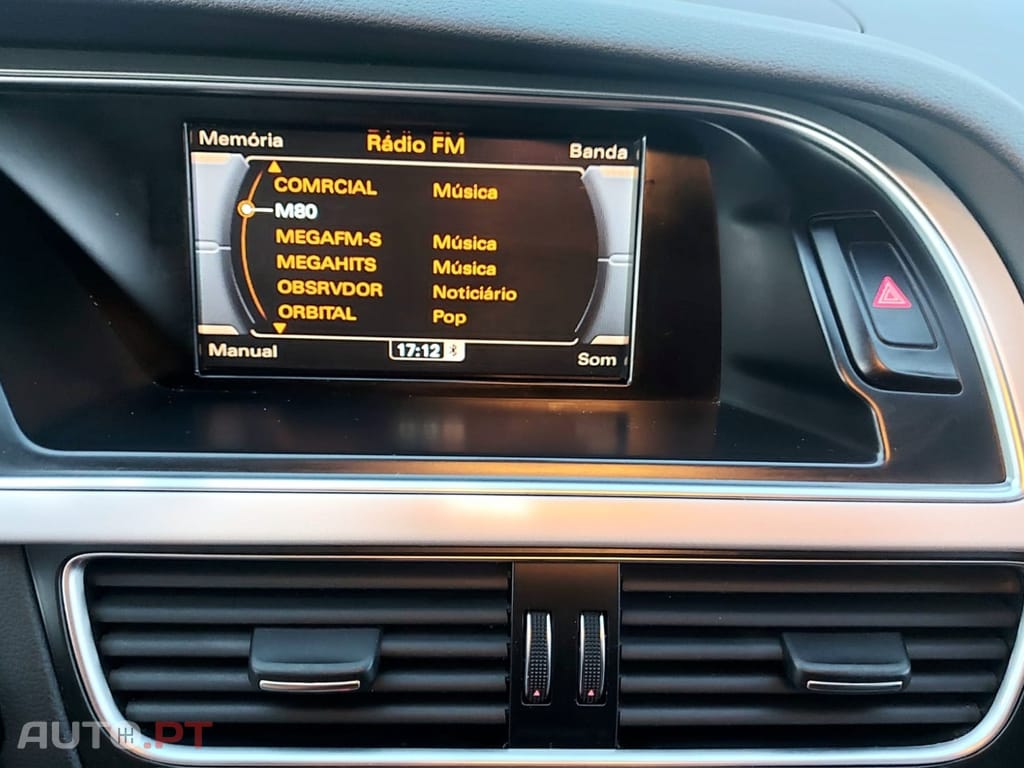 Memória Rádio FM Banda
COMRCIAL Música
M80
MEGAFM-S Música
MEGAHITS Música
OBSRVDOR Noticiário
ORBITAL Pop
Manual 17:12 Som
AUTO.PT